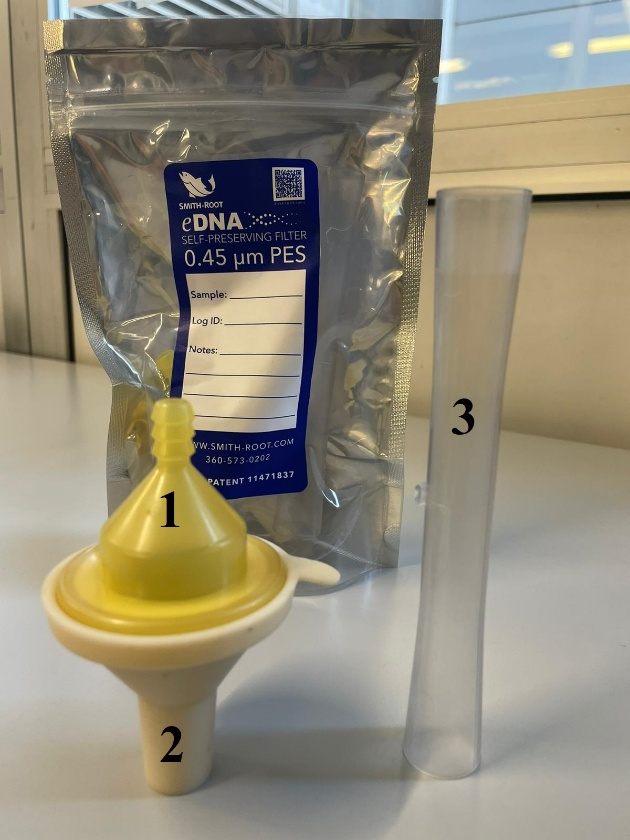 SMITH-ROOT
eDNA
SELF-PRESERVING FILTER
0.45 µm PES
Sample:
Log ID:
Notes:
WWW.SMITH-ROOT.COM
360-573-0202
PATENT 11471837
1
2
3